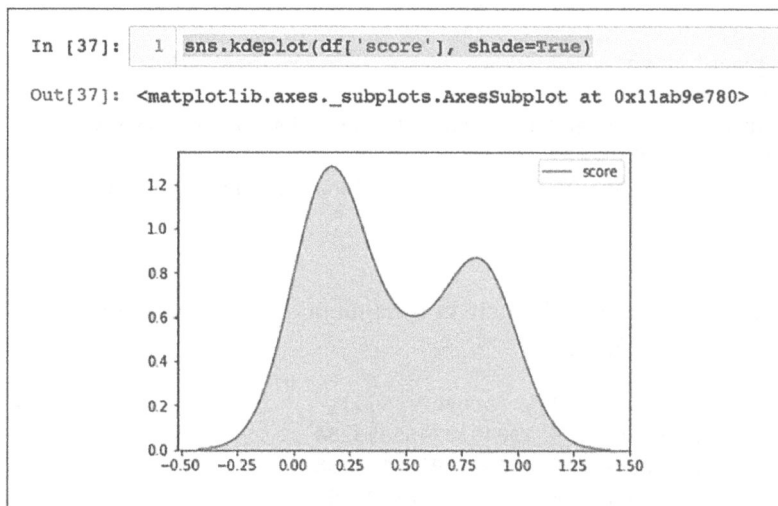 In [37]: 1 sns.kdeplot(df['score'], shade=True)
Out[37]: <matplotlib.axes._subplots.AxesSubplot at 0x11ab9e780>
score
1.2
1.0
0.8
0.6
0.4
0.2
0.0
−0.50 −0.25 0.00 0.25 0.50 0.75 1.00 1.25 1.50